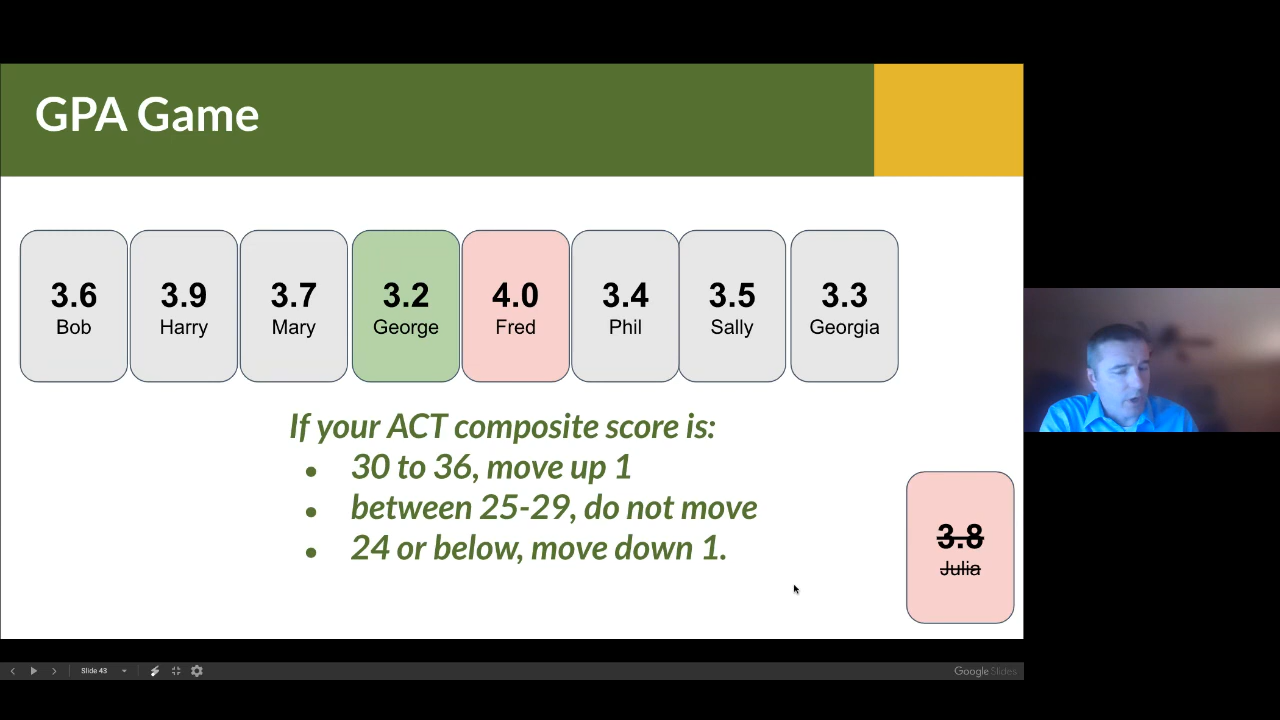 GPA Game
3.6 3.9 3.7 3.2 4.0 3.4 3.5 3.3
Bob Harry Mary George Fred Phil Sally Georgia
If your ACT composite score is:
● 30 to 36, move up 1
● between 25-29, do not move
● 24 or below, move down 1.
3.8
Julia
Slide 43
Google Slides